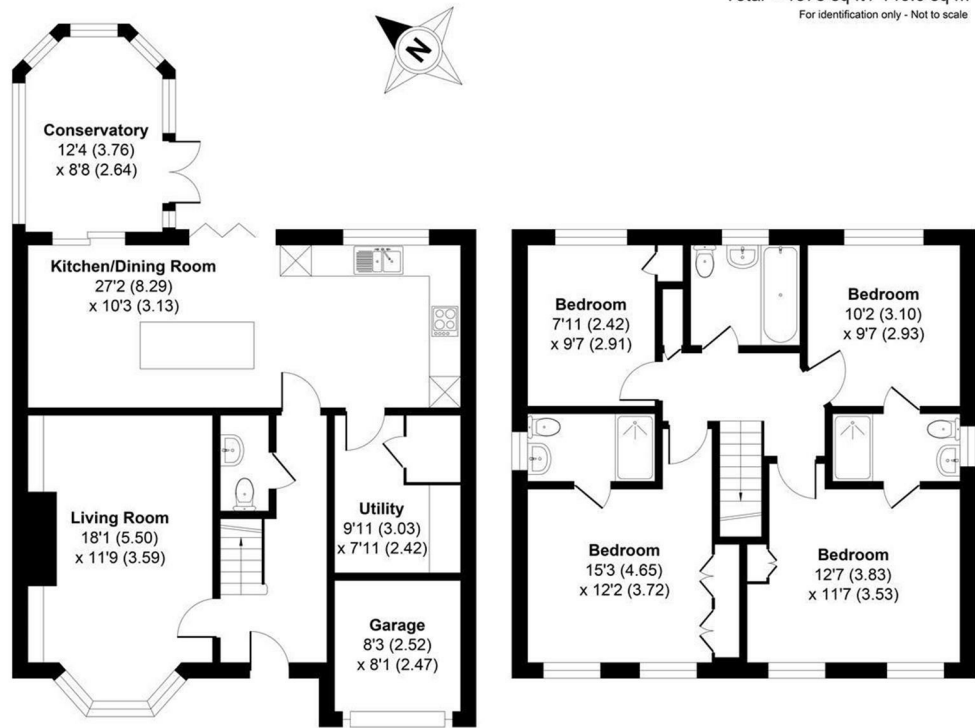 For identification only - Not to scale
N
Conservatory
12'4 (3.76)
x 8'8 (2.64)
Kitchen/Dining Room
27'2 (8.29)
x 10'3 (3.13)
Living Room
18'1 (5.50)
x 11'9 (3.59)
Utility
9'11 (3.03)
x 7'11 (2.42)
Garage
8'3 (2.52)
x 8'1 (2.47)
Bedroom
7'11 (2.42)
x 9'7 (2.91)
Bedroom
10'2 (3.10)
x 9'7 (2.93)
Bedroom
15'3 (4.65)
x 12'2 (3.72)
Bedroom
12'7 (3.83)
x 11'7 (3.53)